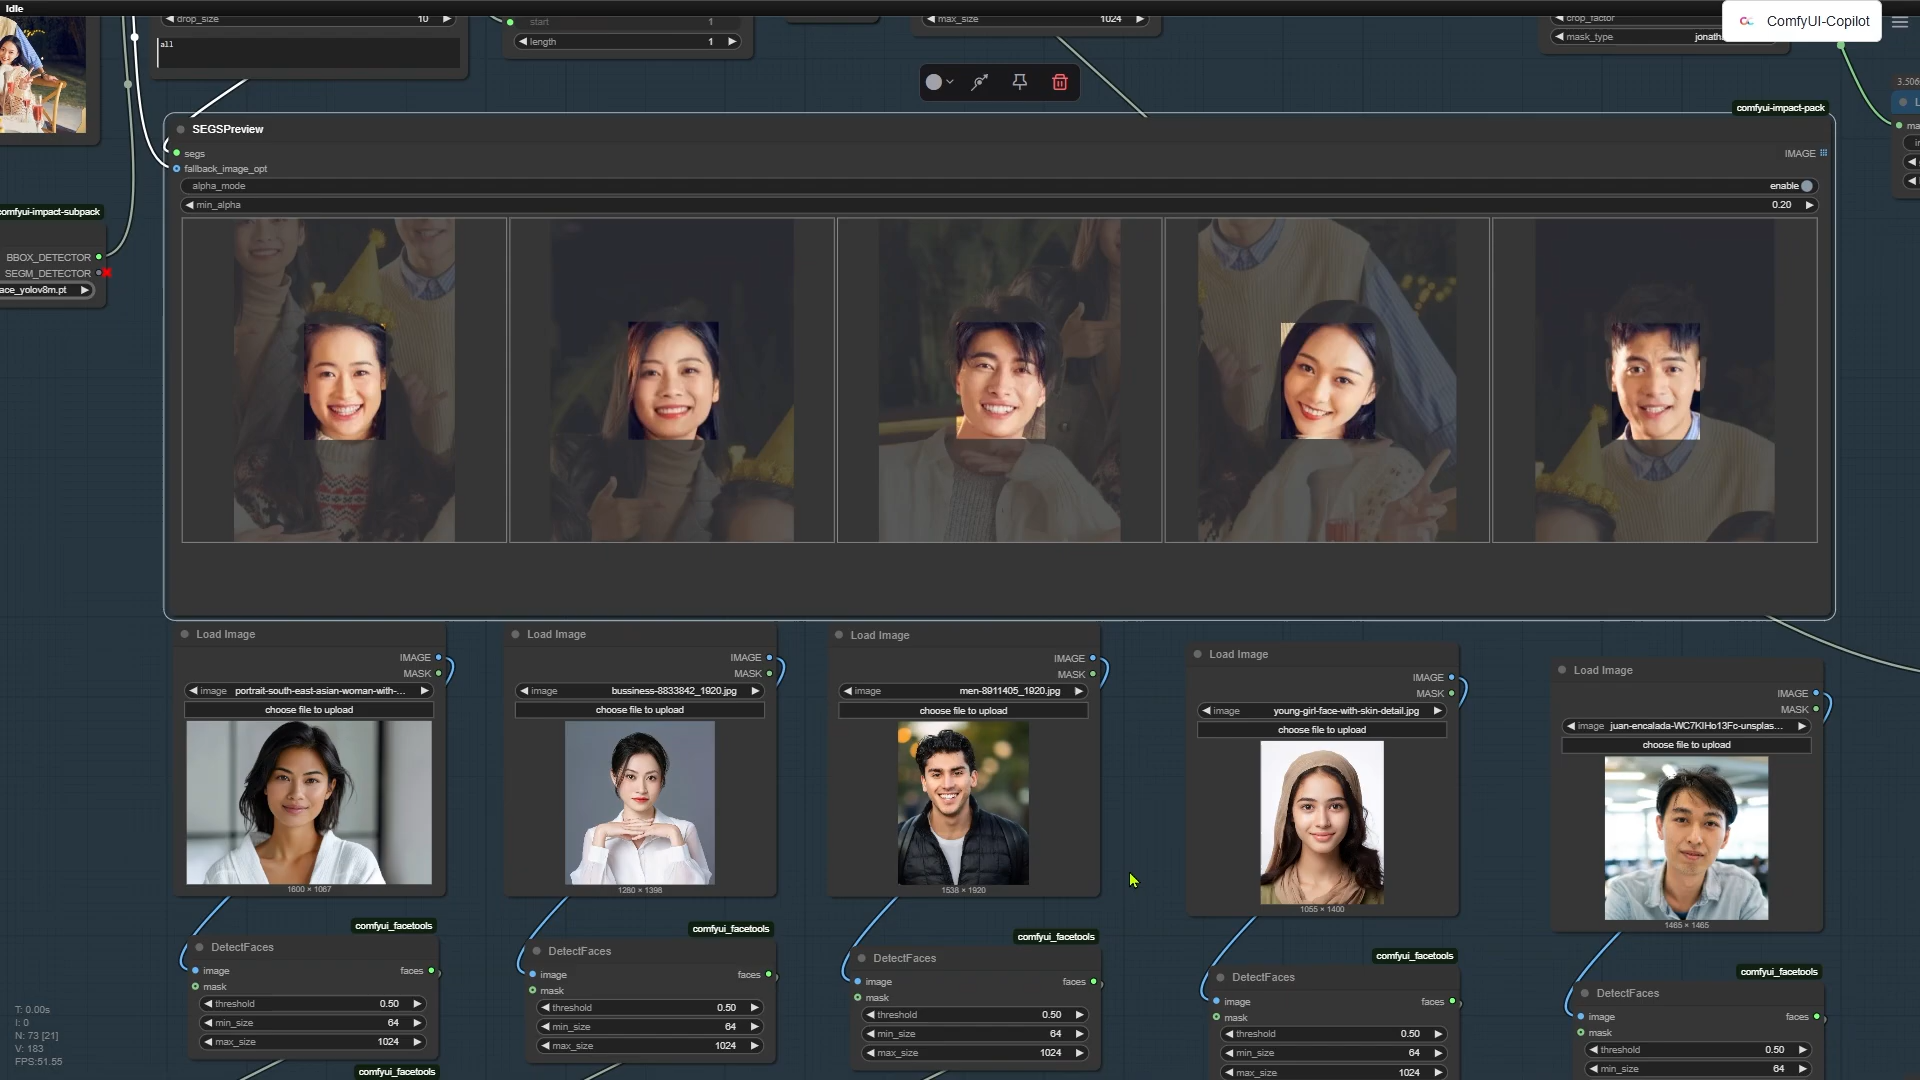 Idle
ComfyUI-Copilot
drop_size 10
all
start 1
length 1
max_size 1024
crop_factor
mask_type
comfyui-impact-pack
SEGSPreview
segs
fallback_image_opt
IMAGE
alpha_mode enable
min_alpha 0.20
comfyui-impact-subpack
BBOX_DETECTOR
SEGM_DETECTOR
ace_yolov8m.pt
Load Image
IMAGE
MASK
image portrait-south-east-asian-woman-with-...
choose file to upload
1600 × 1067
Load Image
IMAGE
MASK
image bussiness-8833842_1920.jpg
choose file to upload
1280 × 1398
Load Image
IMAGE
MASK
image men-8911405_1920.jpg
choose file to upload
1538 × 1920
Load Image
IMAGE
MASK
image young-girl-face-with-skin-detail.jpg
choose file to upload
1055 × 1400
Load Image
IMAGE
MASK
image juan-encalada-WC7KIHo13Fc-unsplas...
choose file to upload
1465 × 1465
comfyui_facetools
DetectFaces
image faces
mask
threshold 0.50
min_size 64
max_size 1024
comfyui_facetools
comfyui_facetools
DetectFaces
image faces
mask
threshold 0.50
min_size 64
max_size 1024
comfyui_facetools
DetectFaces
image faces
mask
threshold 0.50
min_size 64
max_size 1024
comfyui_facetools
DetectFaces
image faces
mask
threshold 0.50
min_size 64
max_size 1024
comfyui_facetools
DetectFaces
image faces
mask
threshold 0.50
min_size 64
T: 0.00s
I: 0
N: 73 [21]
V: 183
FPS:51.55